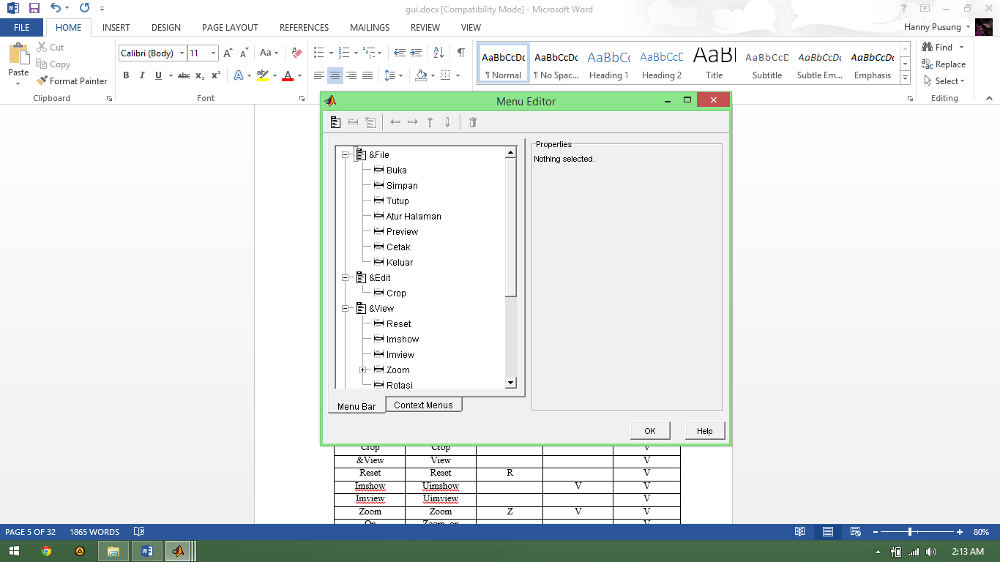 gui.docx [Compatibility Mode] - Microsoft Word
FILE HOME INSERT DESIGN PAGE LAYOUT REFERENCES MAILINGS REVIEW VIEW Hanny Pusung
Paste
Cut
Copy
Format Painter
Clipboard
Calibri (Body) 11
Font
AaBbCcDc AaBbCcDc AaBbCc AaBbCcD AaBl AaBbCcD AaBbCcDc AaBbCcDc
¶ Normal ¶ No Spac... Heading 1 Heading 2 Title Subtitle Subtle Em... Emphasis
Find
Replace
Select
Editing
Menu Editor
&File
Buka
Simpan
Tutup
Atur Halaman
Preview
Cetak
Keluar
&Edit
Crop
&View
Reset
Imshow
Imview
Zoom
Rotasi
Menu Bar Context Menus
Properties
Nothing selected.
OK Help
Crop Crop V
&View View V
Reset Reset R V
Imshow Uimshow V V
Imview Uimview V
Zoom Zoom Z V V
On Zoom_on V
PAGE 5 OF 32 1865 WORDS 80%
2:13 AM